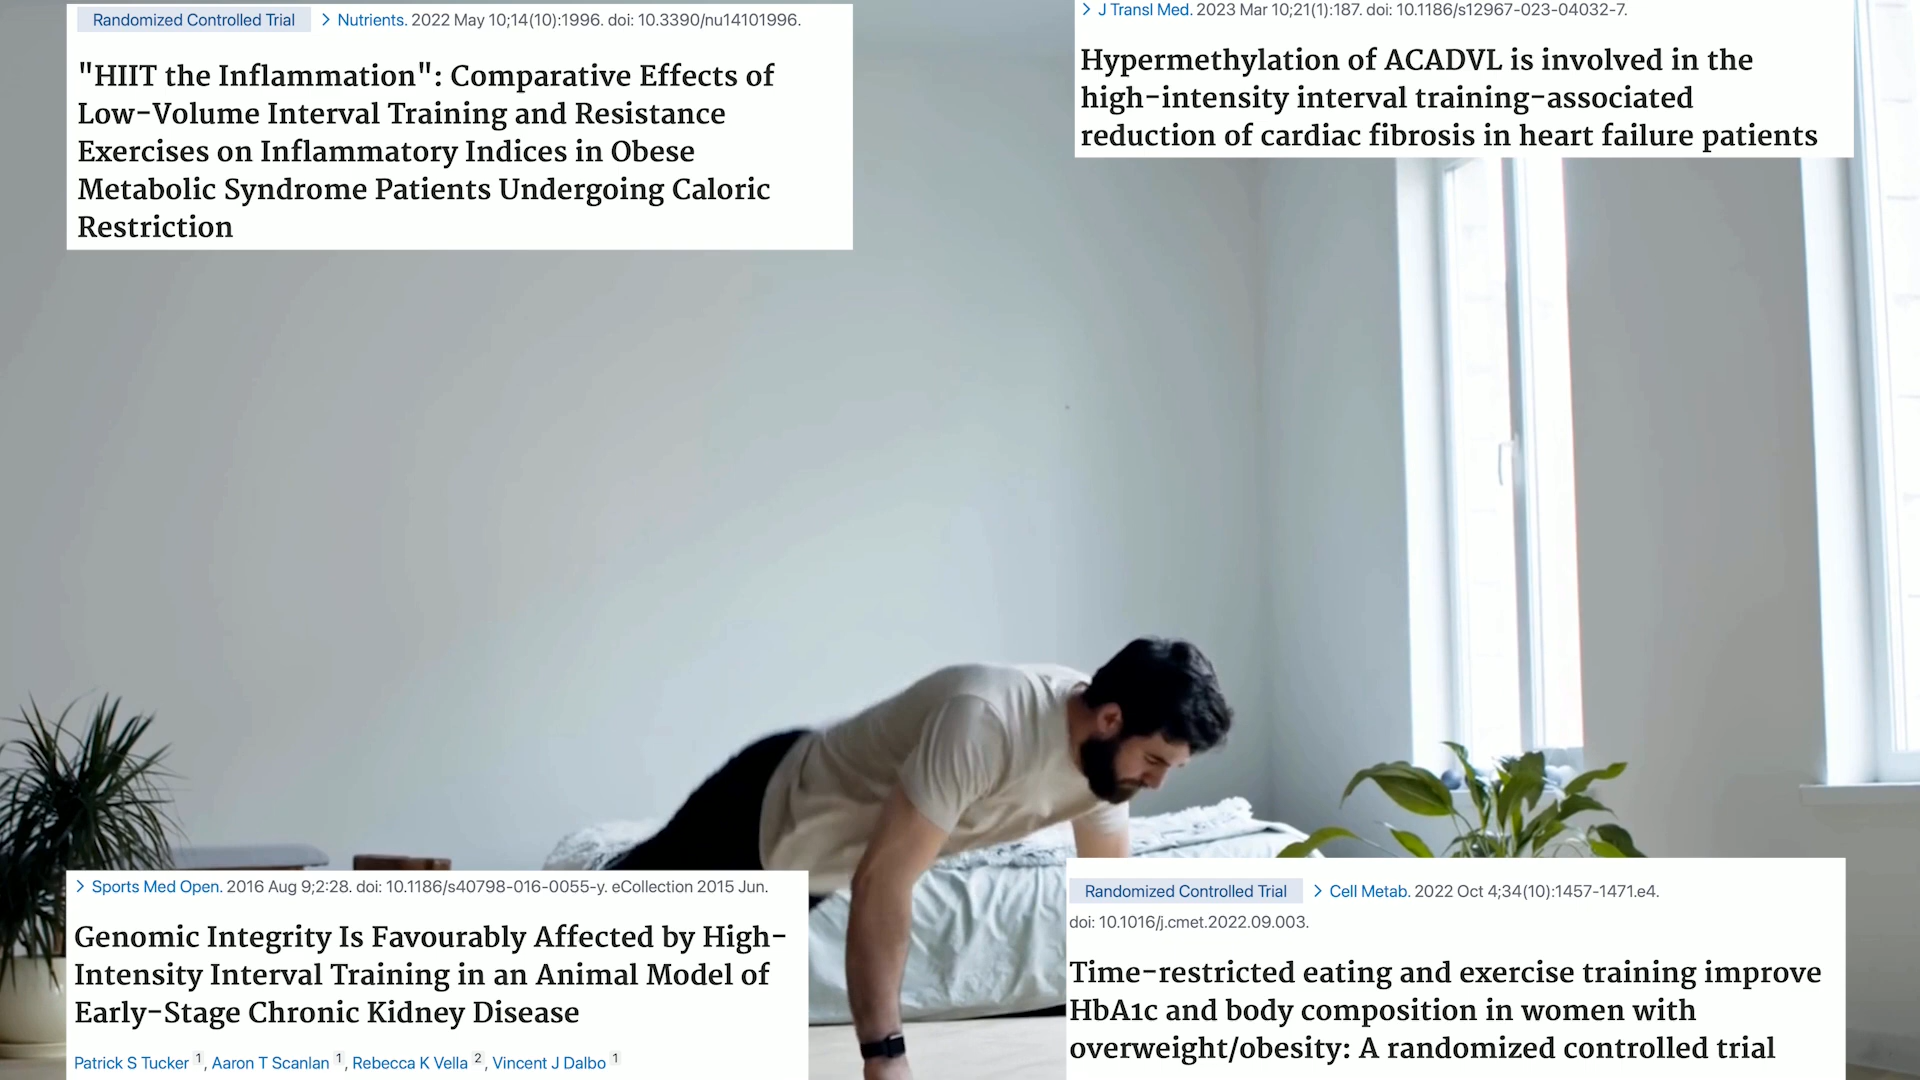 Randomized Controlled Trial > Nutrients. 2022 May 10;14(10):1996. doi: 10.3390/nu14101996.
"HIIT the Inflammation": Comparative Effects of
Low-Volume Interval Training and Resistance
Exercises on Inflammatory Indices in Obese
Metabolic Syndrome Patients Undergoing Caloric
Restriction
> J Transl Med. 2023 Mar 10;21(1):187. doi: 10.1186/s12967-023-04032-7.
Hypermethylation of ACADVL is involved in the
high-intensity interval training-associated
reduction of cardiac fibrosis in heart failure patients
> Sports Med Open. 2016 Aug 9;2:28. doi: 10.1186/s40798-016-0055-y. eCollection 2015 Jun.
Genomic Integrity Is Favourably Affected by High-
Intensity Interval Training in an Animal Model of
Early-Stage Chronic Kidney Disease
Patrick S Tucker 1, Aaron T Scanlan 1, Rebecca K Vella 2, Vincent J Dalbo 1
Randomized Controlled Trial > Cell Metab. 2022 Oct 4;34(10):1457-1471.e4.
doi: 10.1016/j.cmet.2022.09.003.
Time-restricted eating and exercise training improve
HbA1c and body composition in women with
overweight/obesity: A randomized controlled trial